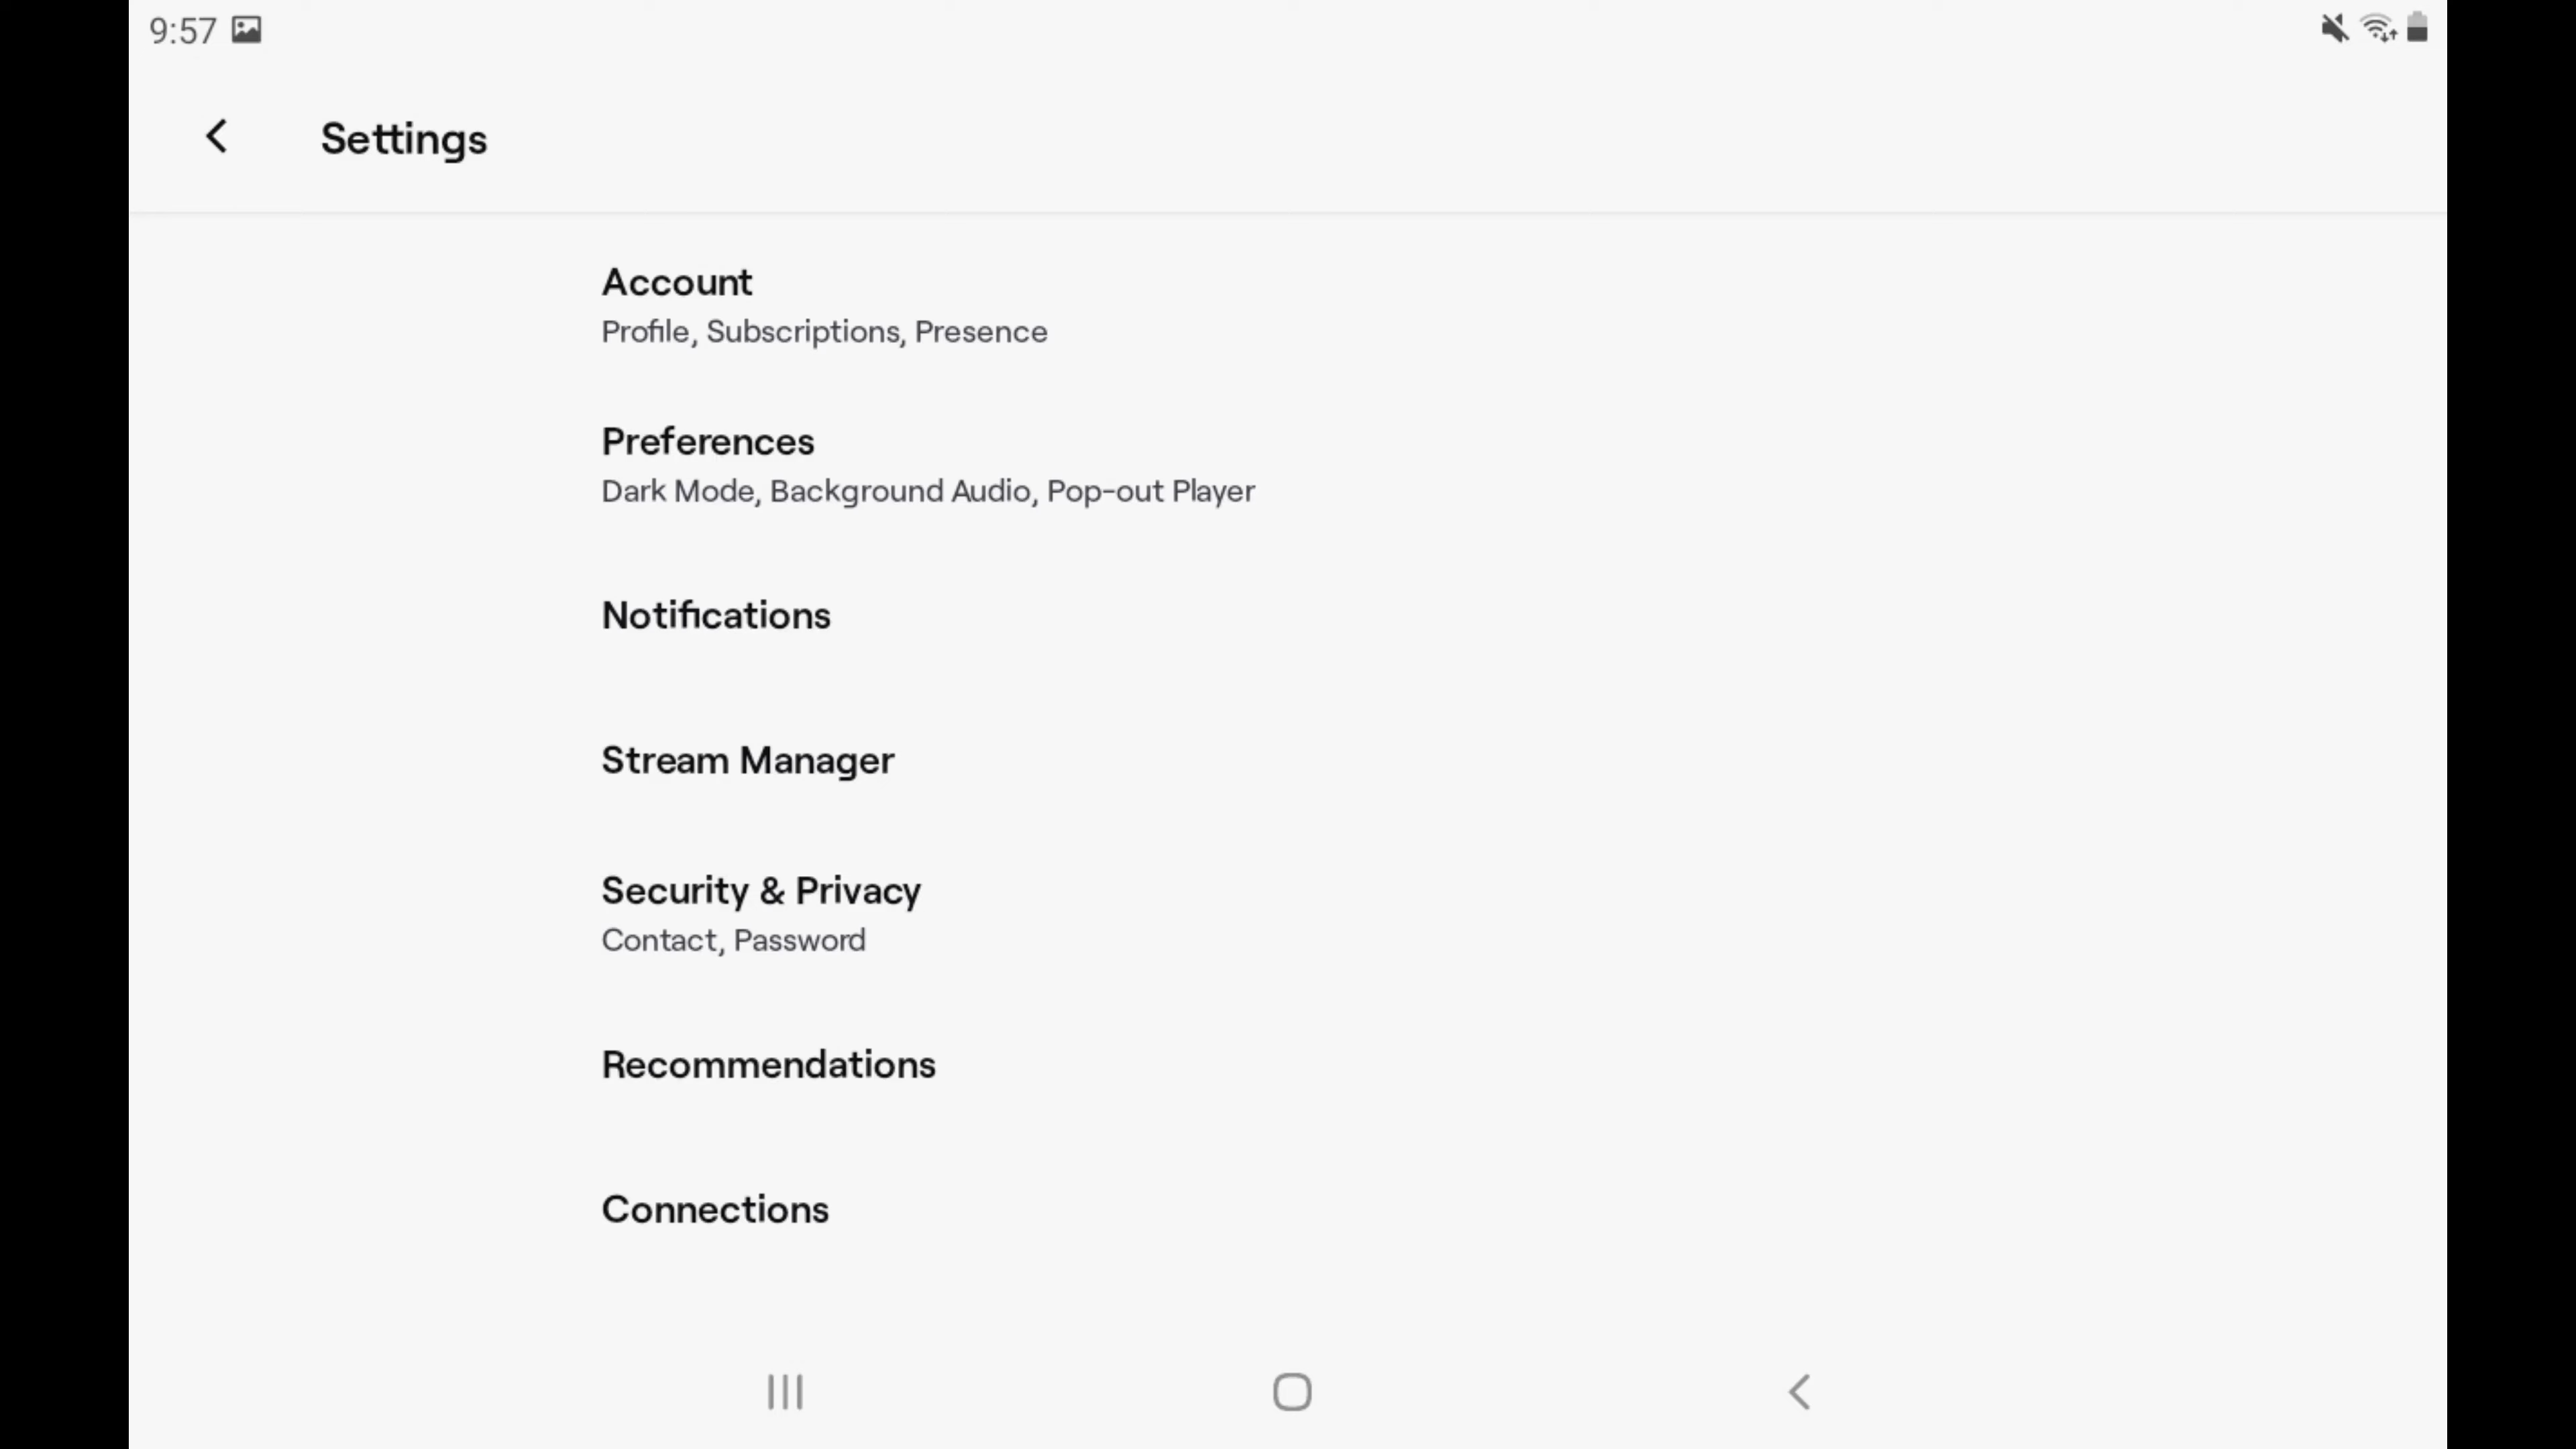 9:57
Settings
Account
Profile, Subscriptions, Presence
Preferences
Dark Mode, Background Audio, Pop-out Player
Notifications
Stream Manager
Security & Privacy
Contact, Password
Recommendations
Connections